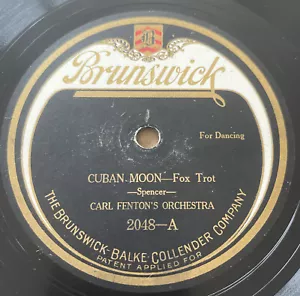 Brunswick
For Dancing
CUBAN MOON—Fox Trot
—Spencer—
CARL FENTON'S ORCHESTRA
2048—A
THE BRUNSWICK-BALKE-COLLENDER COMPANY
PATENT APPLIED FOR